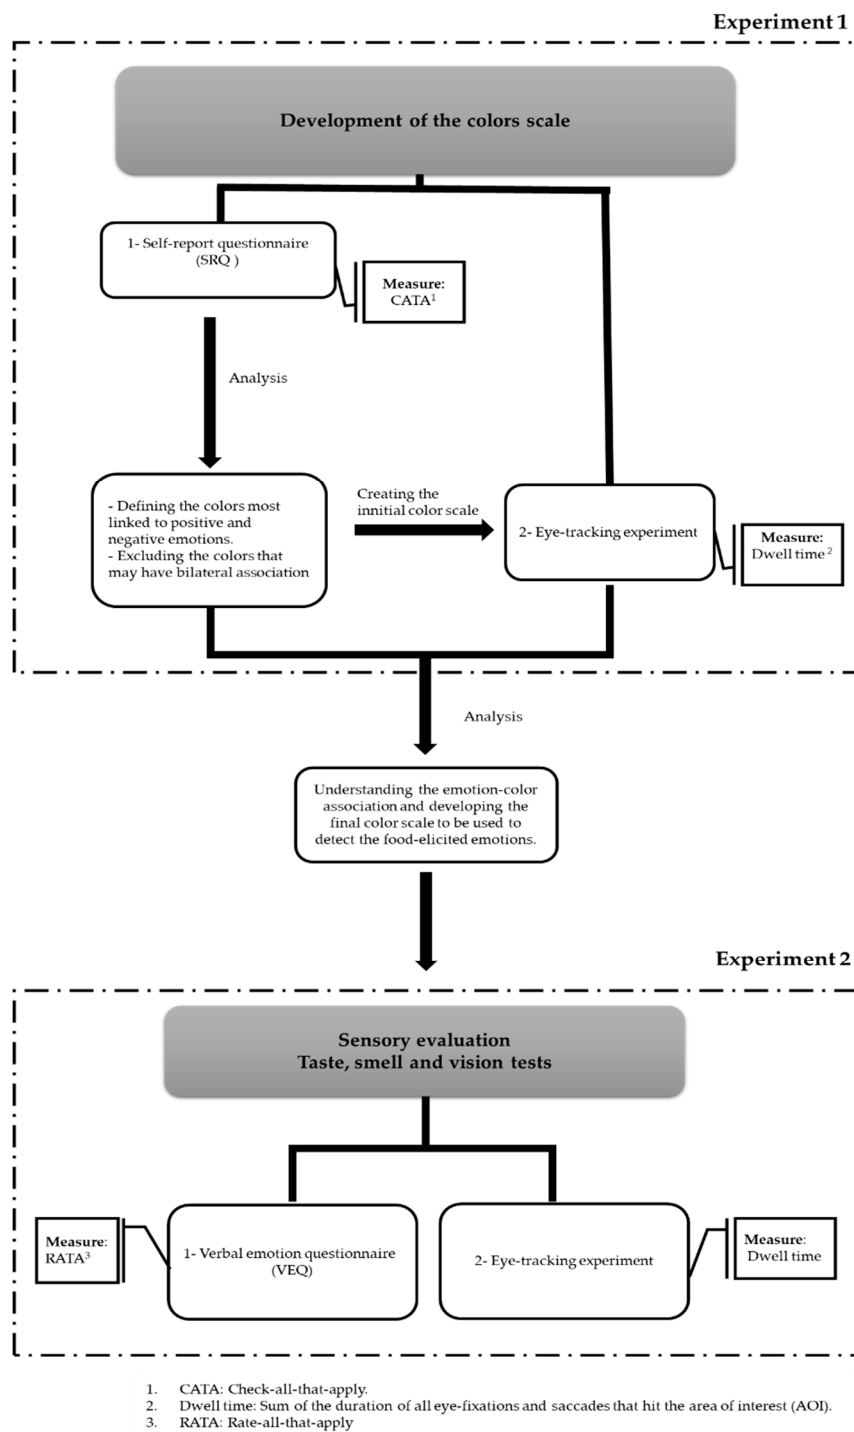 Experiment 1
Development of the colors scale
1- Self-report questionnaire
(SRQ )
Measure:
CATA1
Analysis
- Defining the colors most
linked to positive and
negative emotions.
- Excluding the colors that
may have bilateral association
Creating the
innitial color scale
2- Eye-tracking experiment
Measure:
Dwell time 2
Analysis
Understanding the emotion-color
association and developing the
final color scale to be used to
detect the food-elicited emotions.
Experiment 2
Sensory evaluation
Taste, smell and vision tests
Measure:
RATA3
1- Verbal emotion questionnaire
(VEQ)
2- Eye-tracking experiment
Measure:
Dwell time
1. CATA: Check-all-that-apply.
2. Dwell time: Sum of the duration of all eye-fixations and saccades that hit the area of interest (AOI).
3. RATA: Rate-all-that-apply